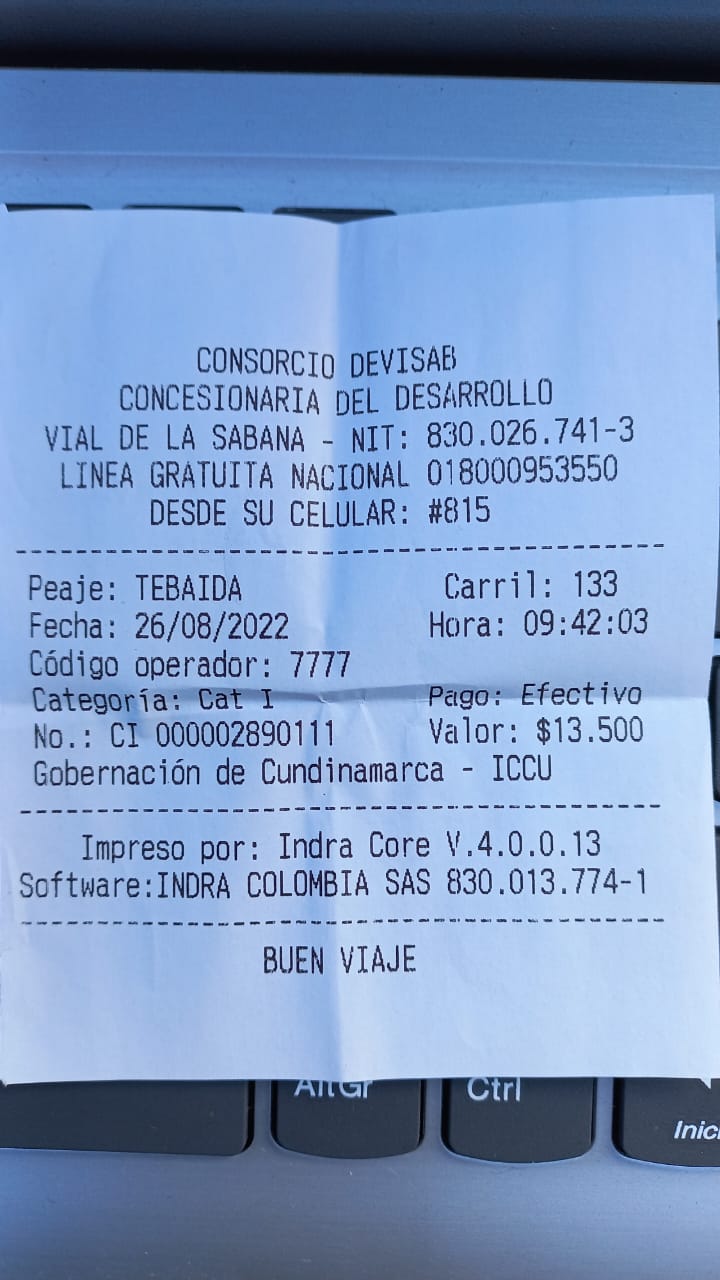 CONSORCIO DEVISAB
CONCESIONARIA DEL DESARROLLO
VIAL DE LA SABANA - NIT: 830.026.741-3
LINEA GRATUITA NACIONAL 018000953550
DESDE SU CELULAR: #815
Peaje: TEBAIDA Carril: 133
Fecha: 26/08/2022 Hora: 09:42:03
Código operador: 7777
Categoría: Cat I Pago: Efectivo
No.: CI 000002890111 Valor: $13.500
Gobernación de Cundinamarca - ICCU
Impreso por: Indra Core V.4.0.0.13
Software:INDRA COLOMBIA SAS 830.013.774-1
BUEN VIAJE
AltGr Ctrl